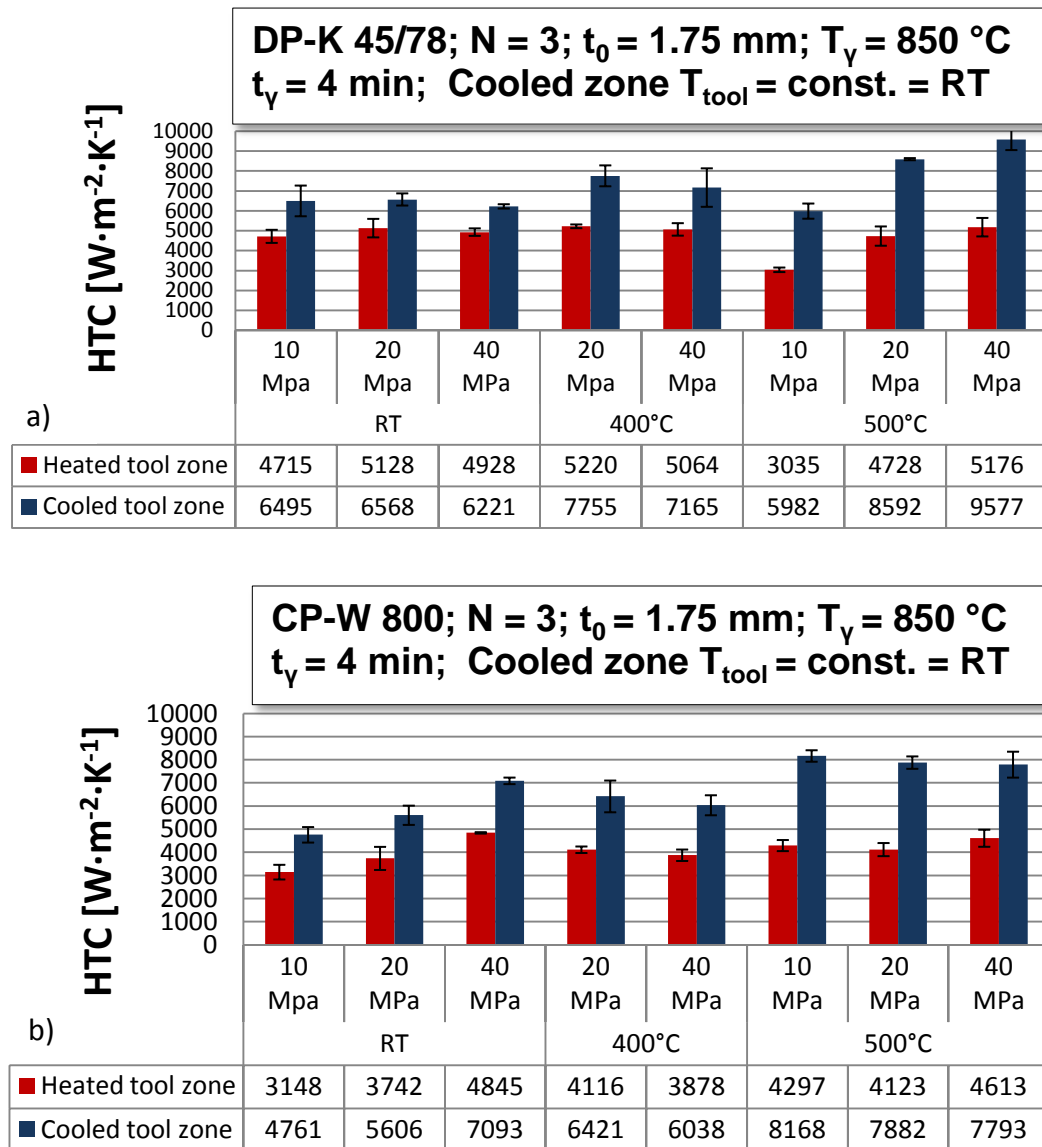 DP-K 45/78; N = 3; t₀ = 1.75 mm; Tᵧ = 850 °C
tᵧ = 4 min; Cooled zone Tₜₒₒₗ = const. = RT
HTC [W·m⁻²·K⁻¹]
10000
9000
8000
7000
6000
5000
4000
3000
2000
1000
0
10 20 40 20 40 10 20 40
Mpa Mpa MPa Mpa Mpa Mpa Mpa Mpa
a) RT 400°C 500°C
Heated tool zone 4715 5128 4928 5220 5064 3035 4728 5176
Cooled tool zone 6495 6568 6221 7755 7165 5982 8592 9577
CP-W 800; N = 3; t₀ = 1.75 mm; Tᵧ = 850 °C
tᵧ = 4 min; Cooled zone Tₜₒₒₗ = const. = RT
HTC [W·m⁻²·K⁻¹]
10000
9000
8000
7000
6000
5000
4000
3000
2000
1000
0
10 20 40 20 40 10 20 40
Mpa MPa MPa MPa MPa MPa MPa MPa
b) RT 400°C 500°C
Heated tool zone 3148 3742 4845 4116 3878 4297 4123 4613
Cooled tool zone 4761 5606 7093 6421 6038 8168 7882 7793